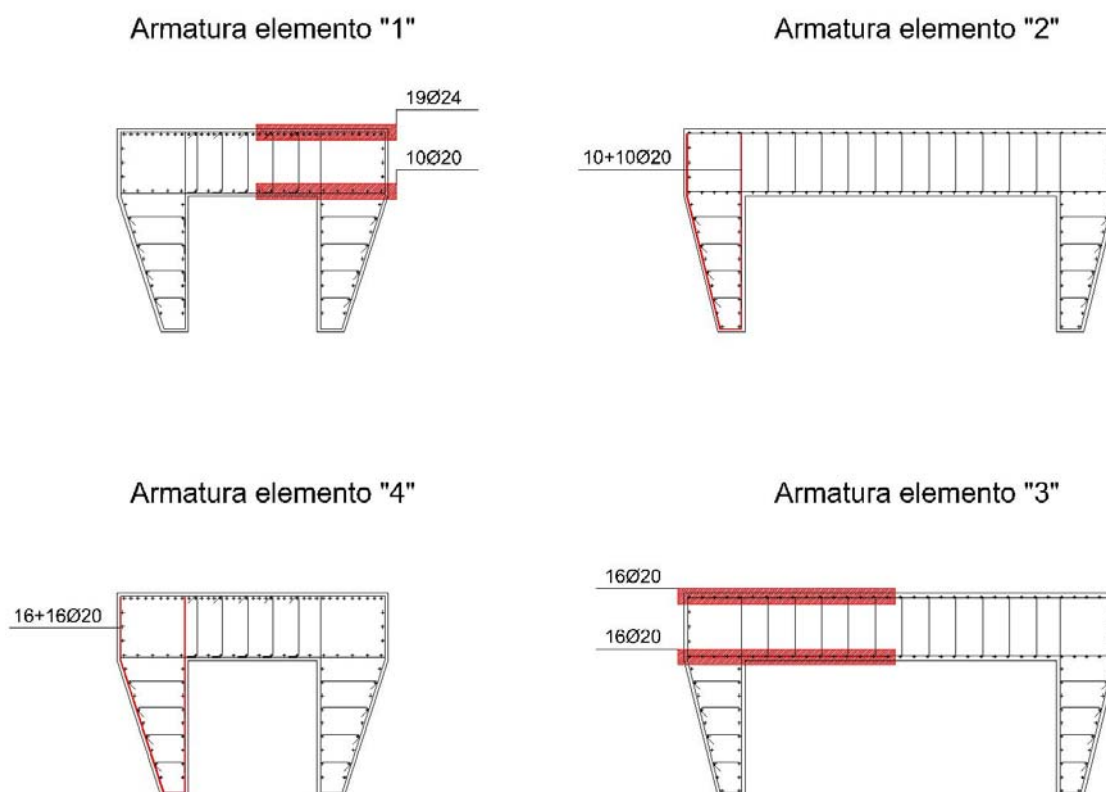 Armatura elemento "1"
Armatura elemento "2"
19Ø24
10Ø20
10+10Ø20
Armatura elemento "4"
Armatura elemento "3"
16+16Ø20
16Ø20
16Ø20